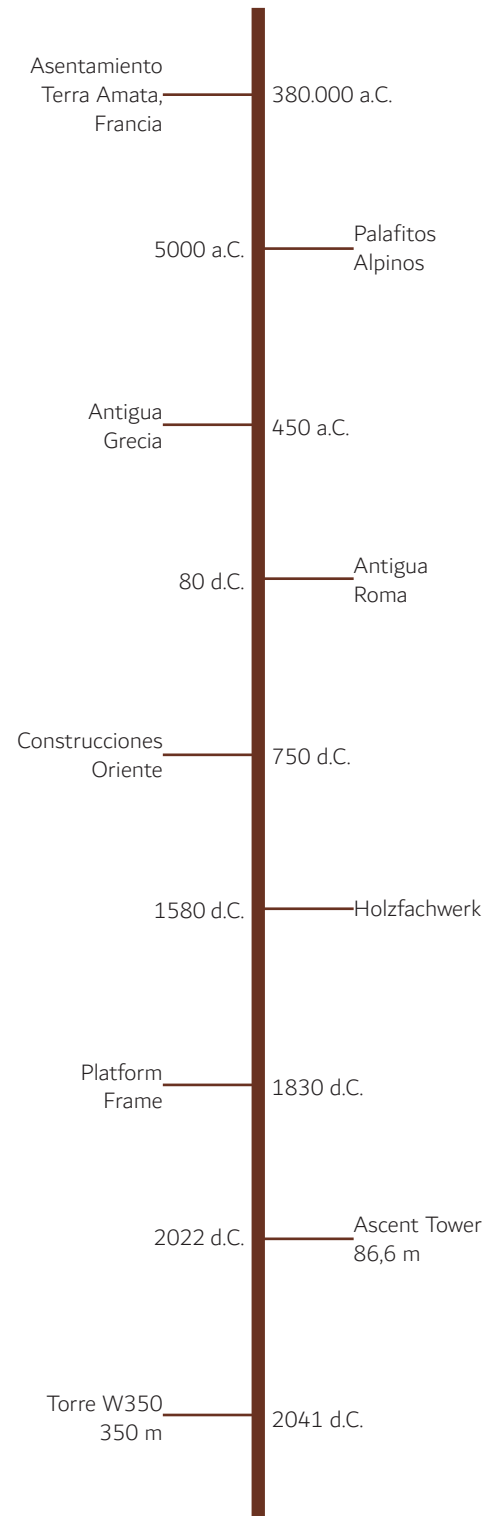 Asentamiento
Terra Amata,
Francia
380.000 a.C.
5000 a.C.
Palafitos
Alpinos
Antigua
Grecia
450 a.C.
80 d.C.
Antigua
Roma
Construcciones
Oriente
750 d.C.
1580 d.C.
Holzfachwerk
Platform
Frame
1830 d.C.
2022 d.C.
Ascent Tower
86,6 m
Torre W350
350 m
2041 d.C.